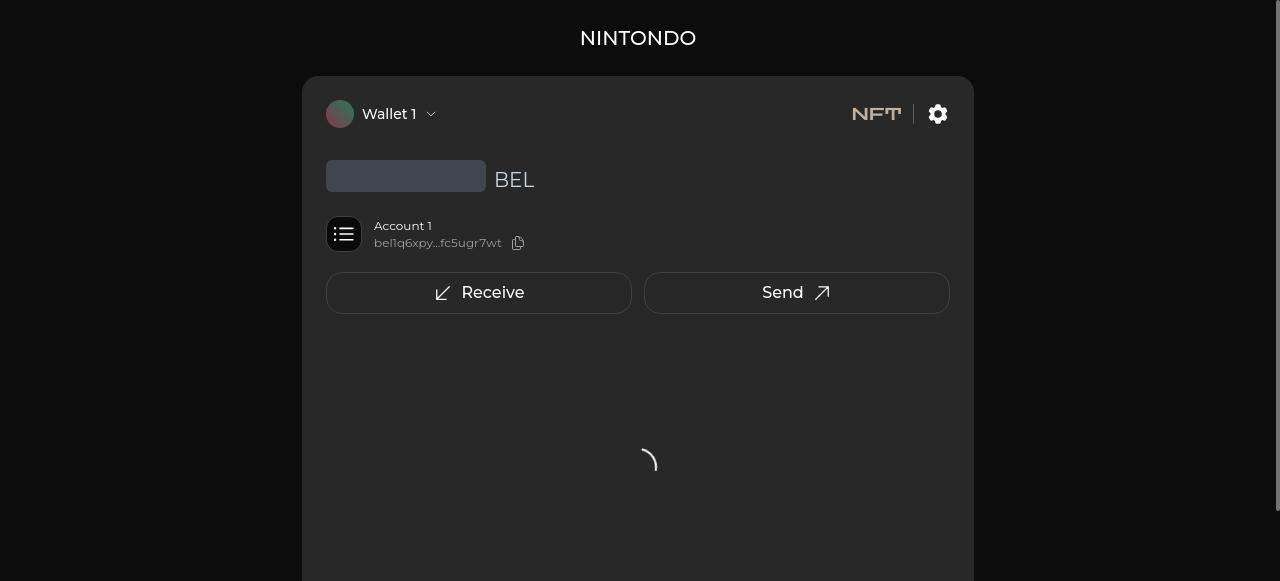 NINTONDO
Wallet 1
NFT
BEL
Account 1
bel1q6xpy...fc5ugr7wt
Receive
Send